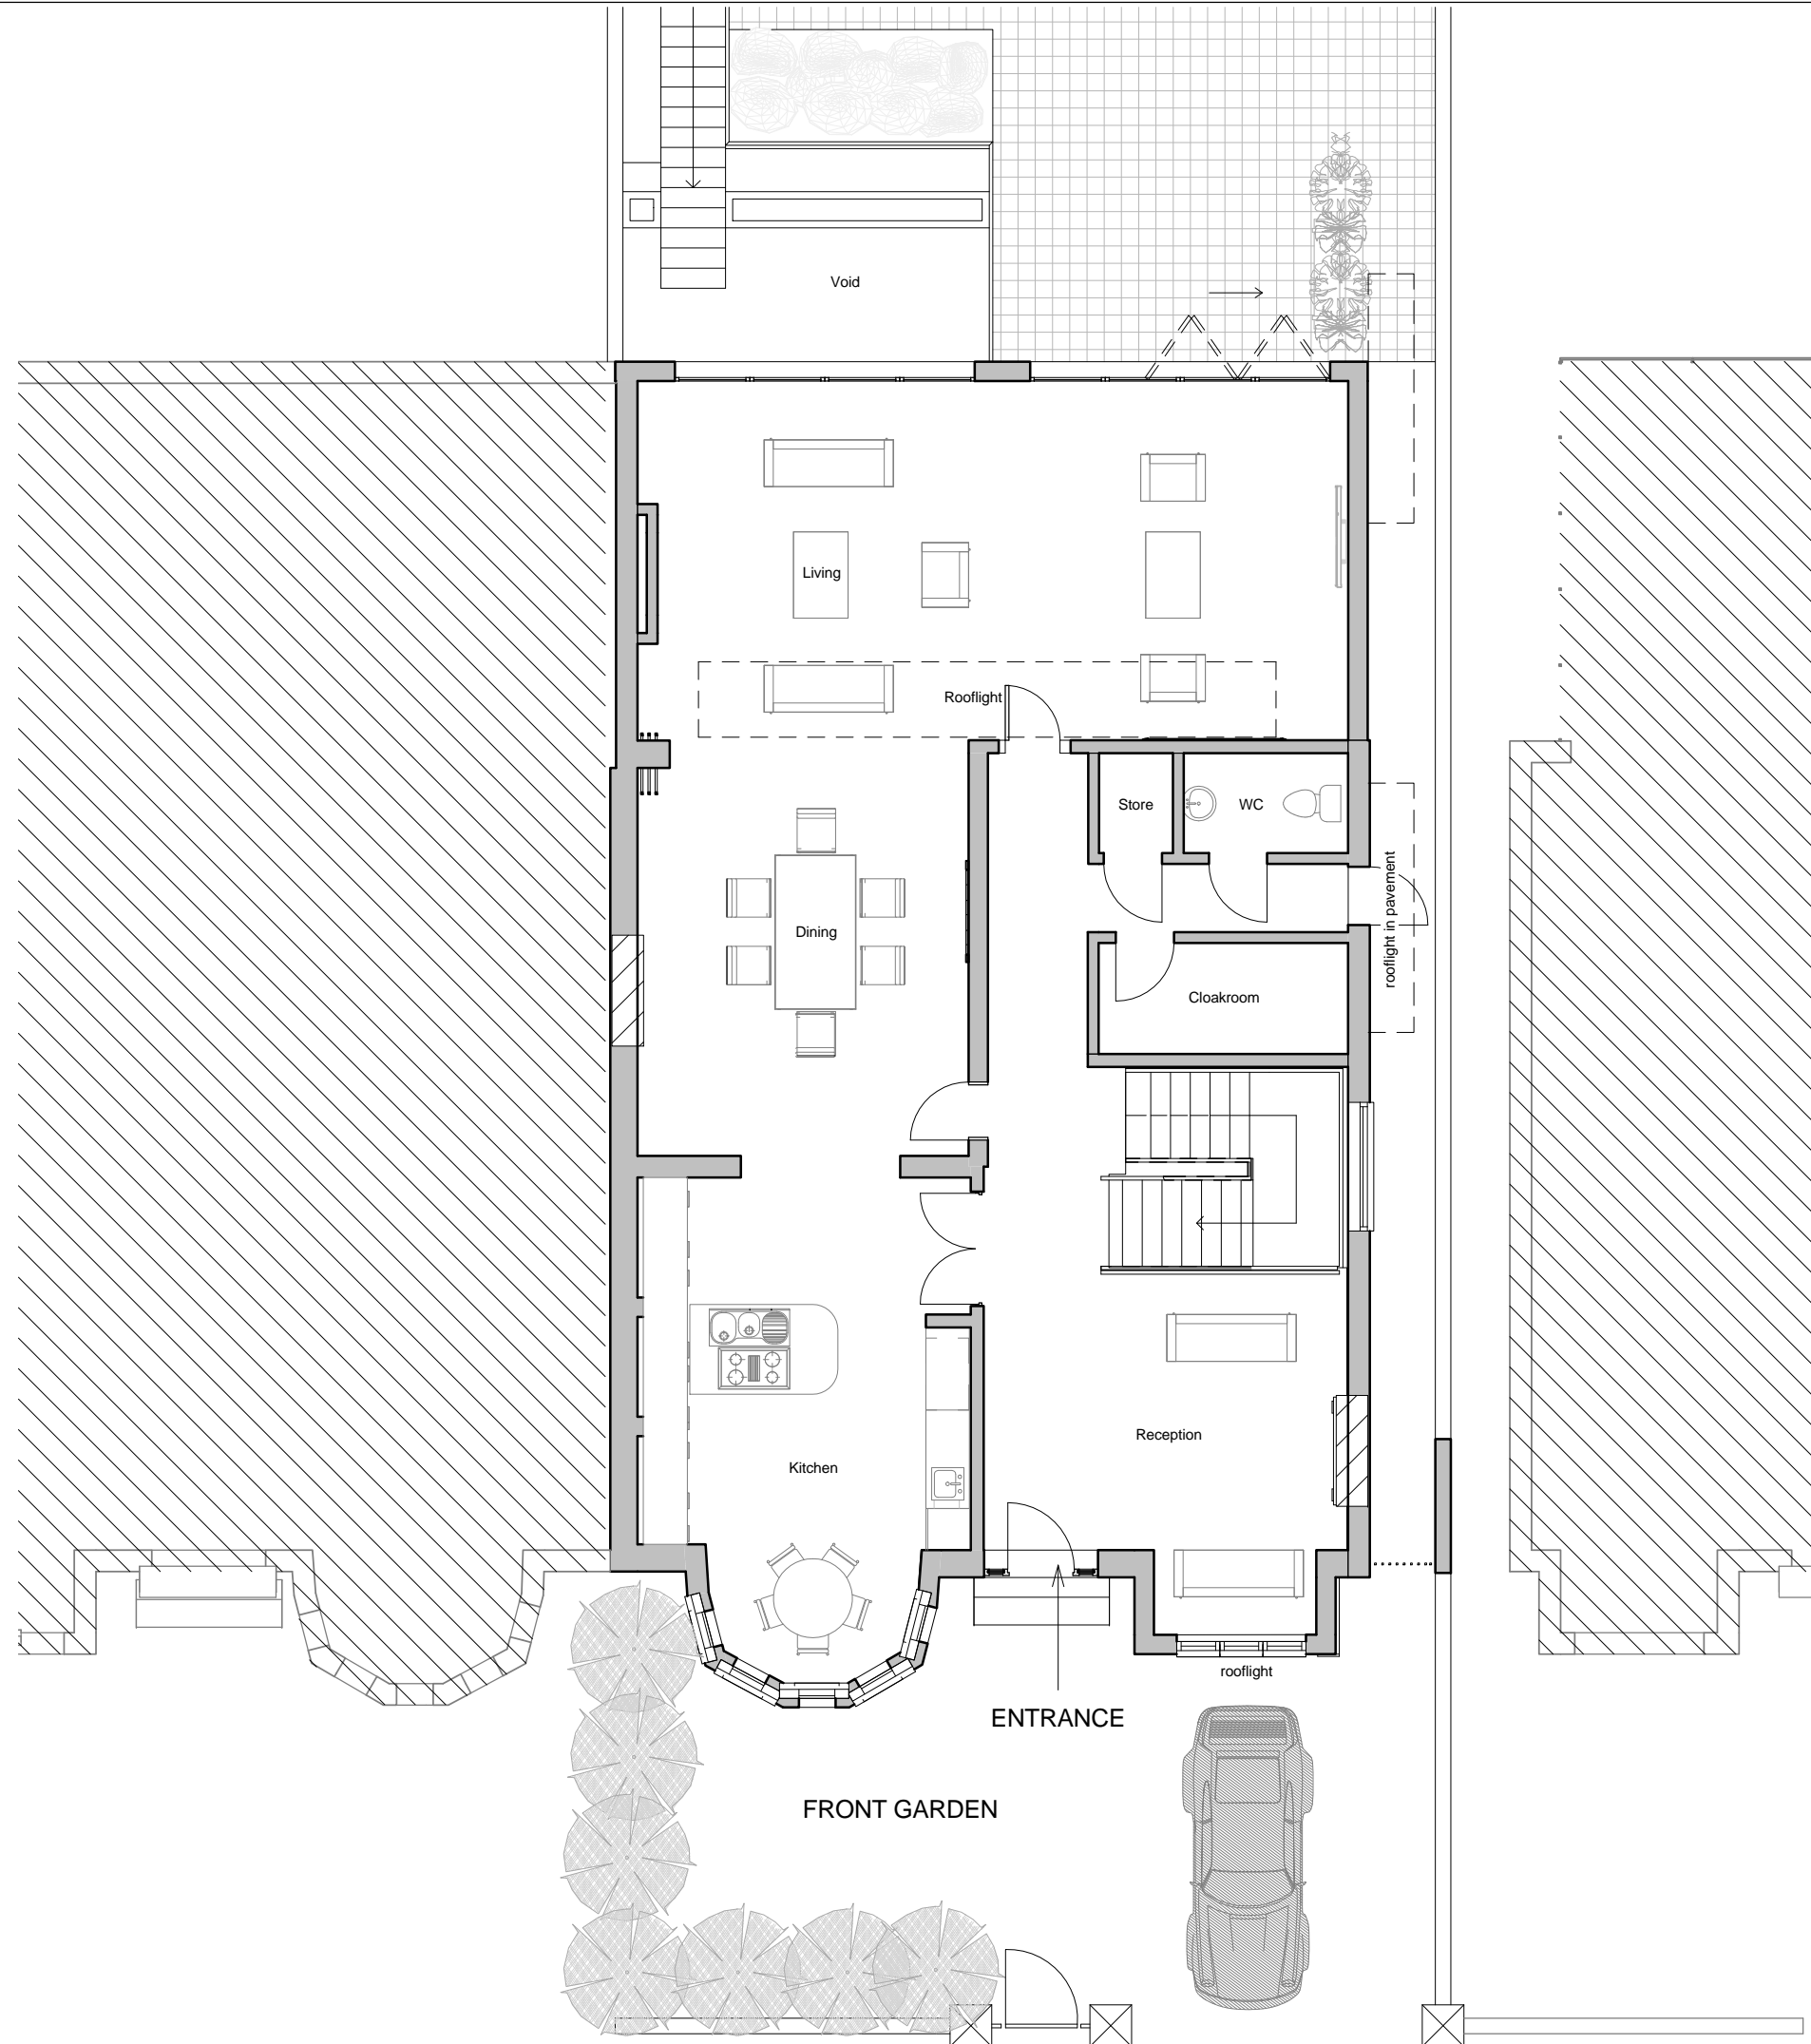 Void
Living
Rooflight
Store
WC
rooflight in pavement
Dining
Cloakroom
Reception
Kitchen
rooflight
ENTRANCE
FRONT GARDEN